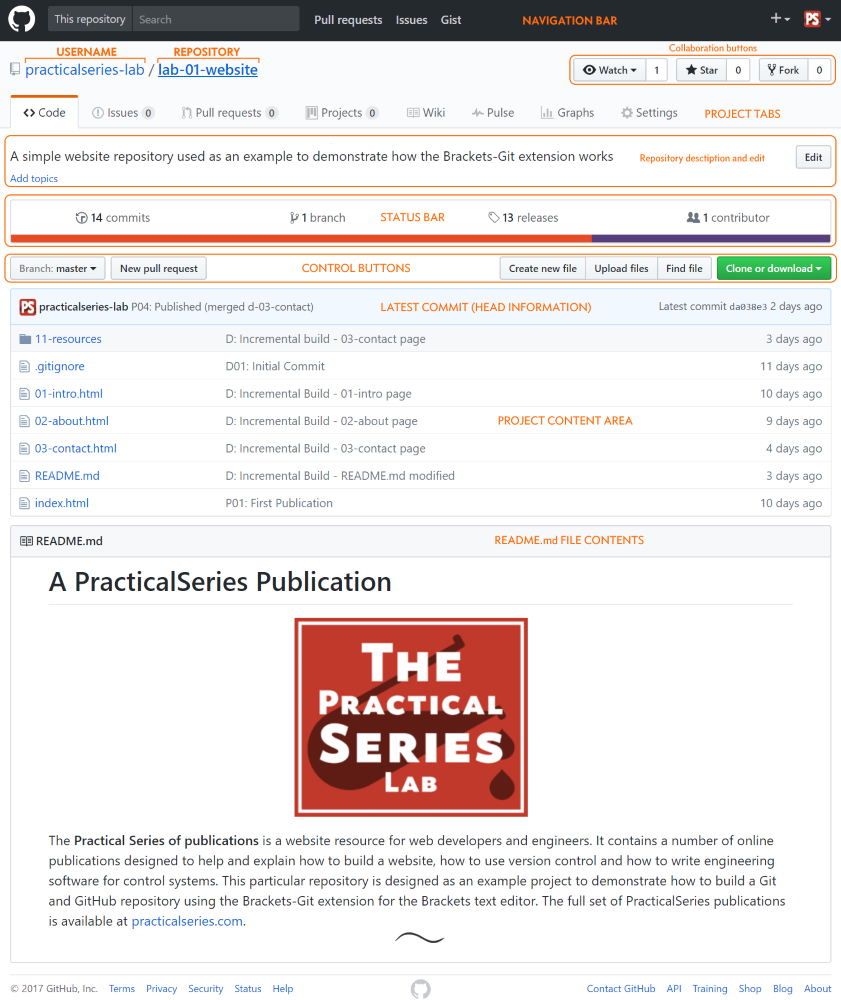 This repository Search Pull requests Issues Gist NAVIGATION BAR PS
USERNAME REPOSITORY Collaboration buttons
practicalseries-lab / lab-01-website Watch 1 Star 0 Fork 0
Code Issues 0 Pull requests 0 Projects 0 Wiki Pulse Graphs Settings PROJECT TABS
A simple website repository used as an example to demonstrate how the Brackets-Git extension works Repository desctiption and edit Edit
Add topics
14 commits 1 branch STATUS BAR 13 releases 1 contributor
Branch: master New pull request CONTROL BUTTONS Create new file Upload files Find file Clone or download
PS practicalseries-lab P04: Published (merged d-03-contact) LATEST COMMIT (HEAD INFORMATION) Latest commit da038e3 2 days ago
11-resources D: Incremental build - 03-contact page 3 days ago
.gitignore D01: Initial Commit 11 days ago
01-intro.html D: Incremental Build - 01-intro page 10 days ago
02-about.html D: Incremental Build - 02-about page PROJECT CONTENT AREA 9 days ago
03-contact.html D: Incremental Build - 03-contact page 4 days ago
README.md D: Incremental Build - README.md modified 3 days ago
index.html P01: First Publication 10 days ago
README.md README.md FILE CONTENTS
A PracticalSeries Publication
THE
PRACTICAL
SERIES
LAB
The Practical Series of publications is a website resource for web developers and engineers. It contains a number of online
publications designed to help and explain how to build a website, how to use version control and how to write engineering
software for control systems. This particular repository is designed as an example project to demonstrate how to build a Git
and GitHub repository using the Brackets-Git extension for the Brackets text editor. The full set of PracticalSeries publications
is available at practicalseries.com.
© 2017 GitHub, Inc. Terms Privacy Security Status Help Contact GitHub API Training Shop Blog About